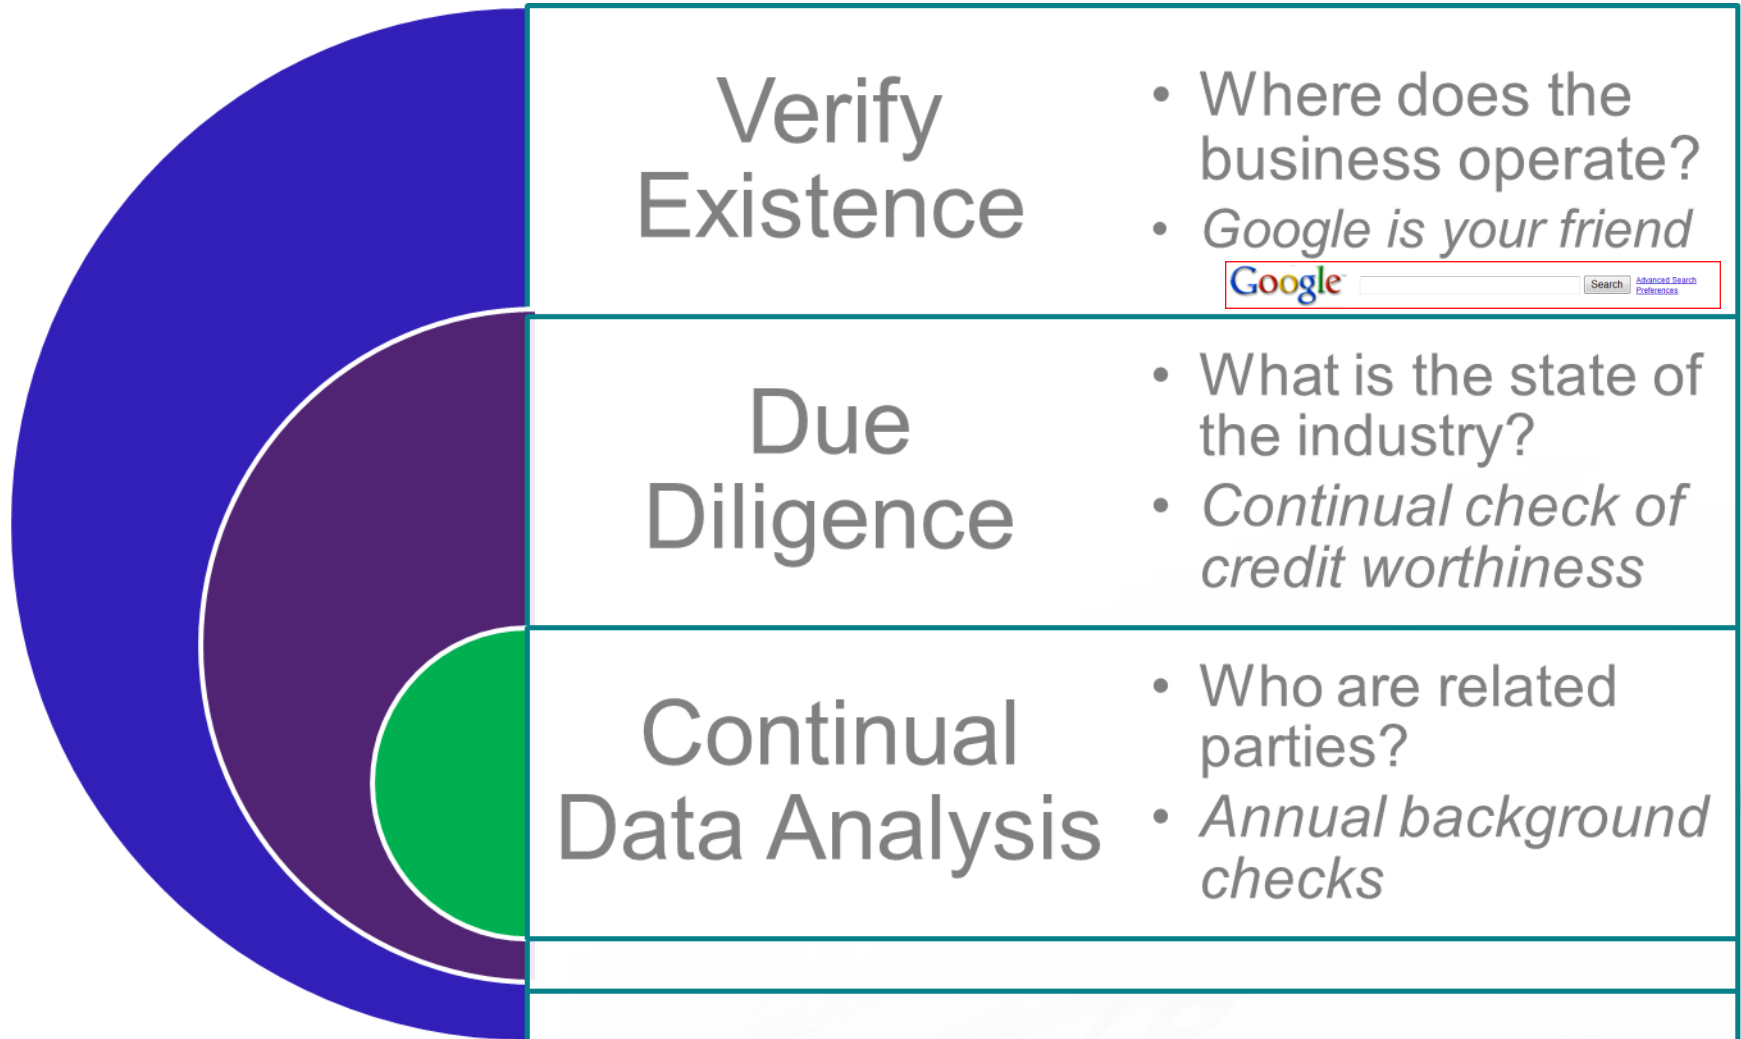 Verify
Existence
• Where does the
business operate?
• Google is your friend
Google Search Advanced Search
Preferences
Due
Diligence
• What is the state of
the industry?
• Continual check of
credit worthiness
Continual
Data Analysis
• Who are related
parties?
• Annual background
checks